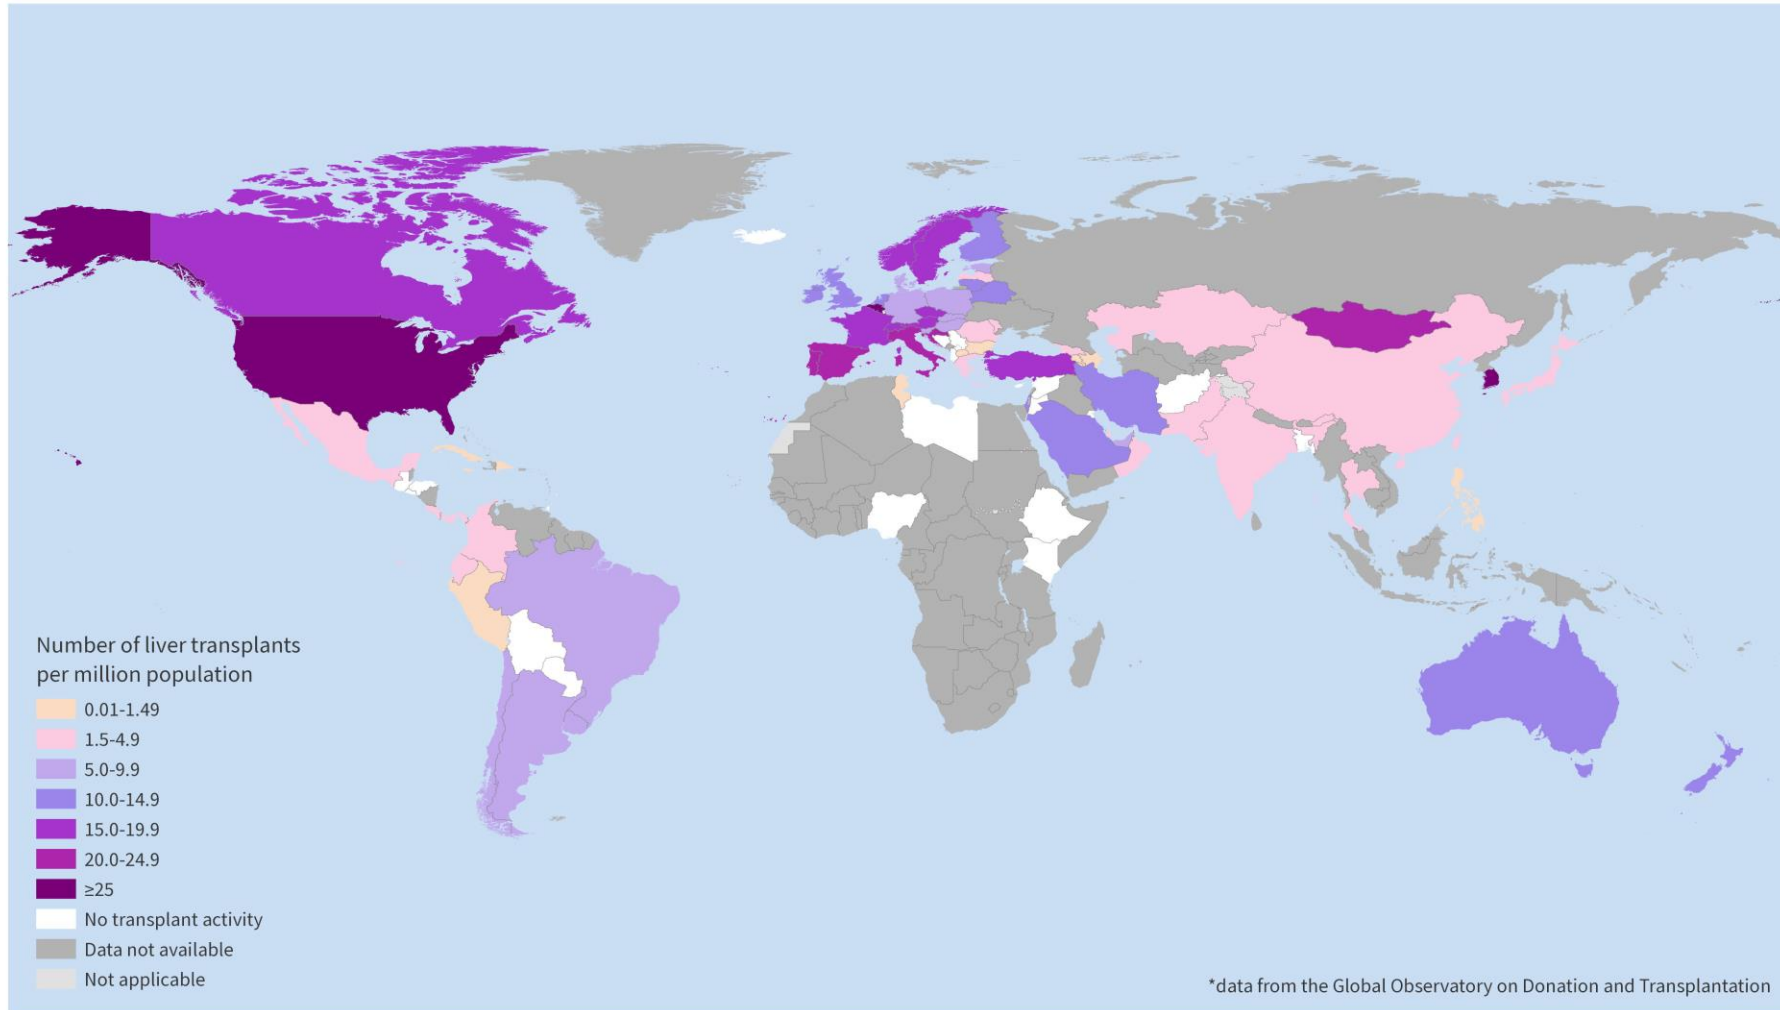 Number of liver transplants
per million population
0.01-1.49
1.5-4.9
5.0-9.9
10.0-14.9
15.0-19.9
20.0-24.9
≥25
No transplant activity
Data not available
Not applicable
*data from the Global Observatory on Donation and Transplantation